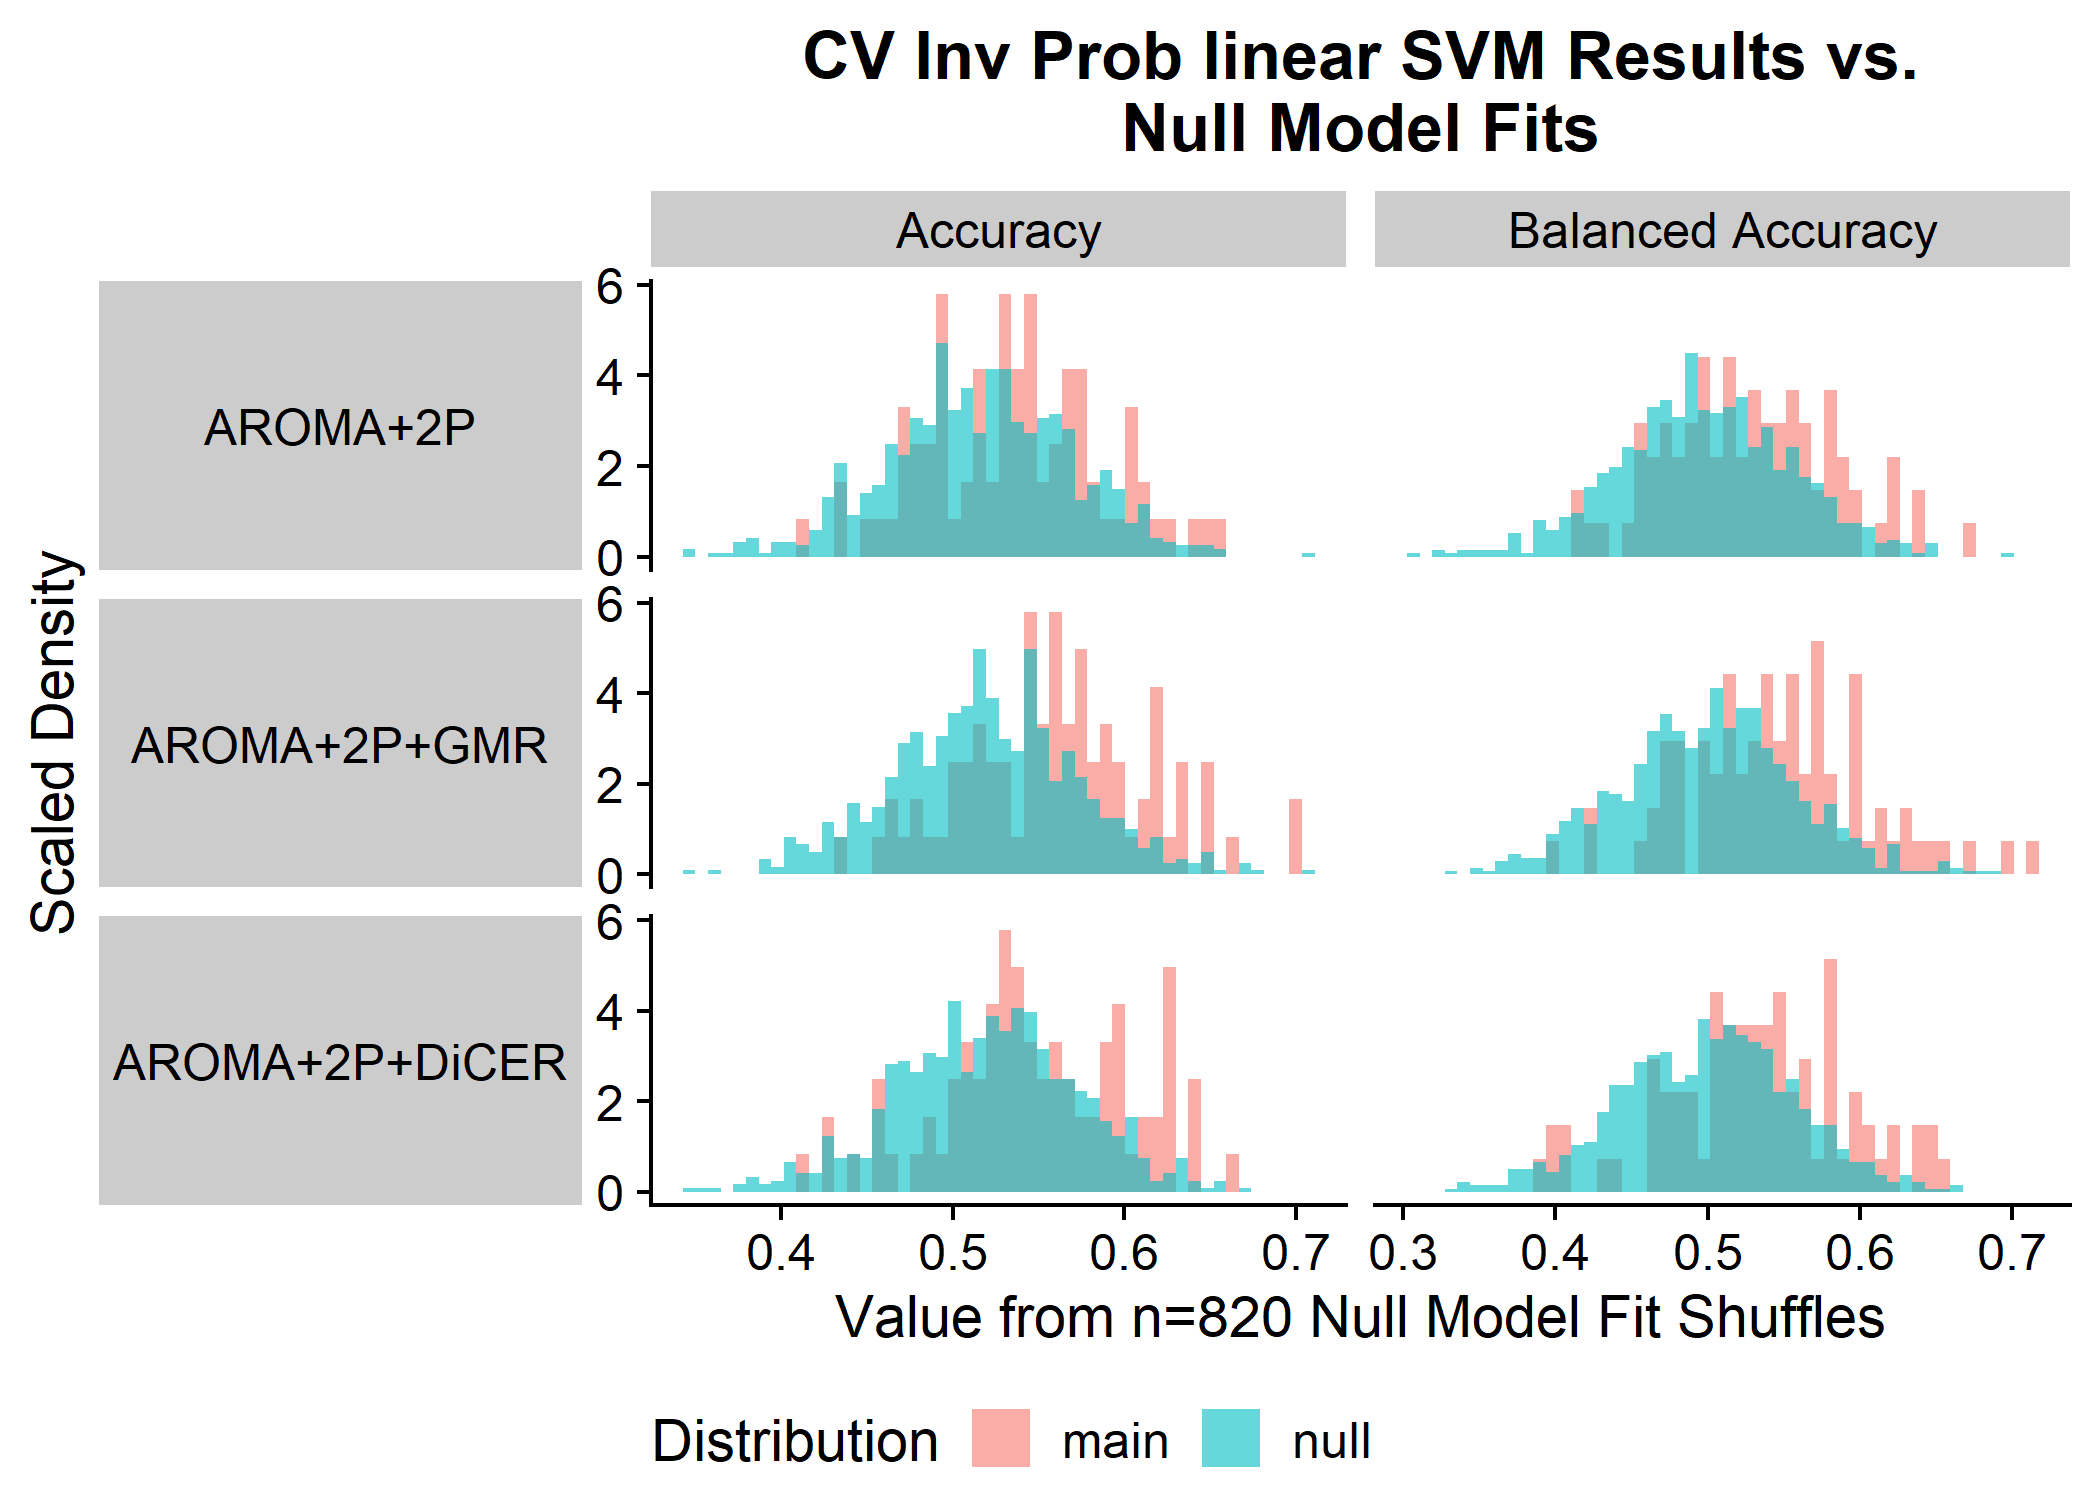 CV Inv Prob linear SVM Results vs.
Null Model Fits
Accuracy
Balanced Accuracy
Scaled Density
AROMA+2P
6
4
2
0
AROMA+2P+GMR
6
4
2
0
AROMA+2P+DiCER
6
4
2
0
0.4 0.5 0.6 0.7
0.3 0.4 0.5 0.6 0.7
Value from n=820 Null Model Fit Shuffles
Distribution main null